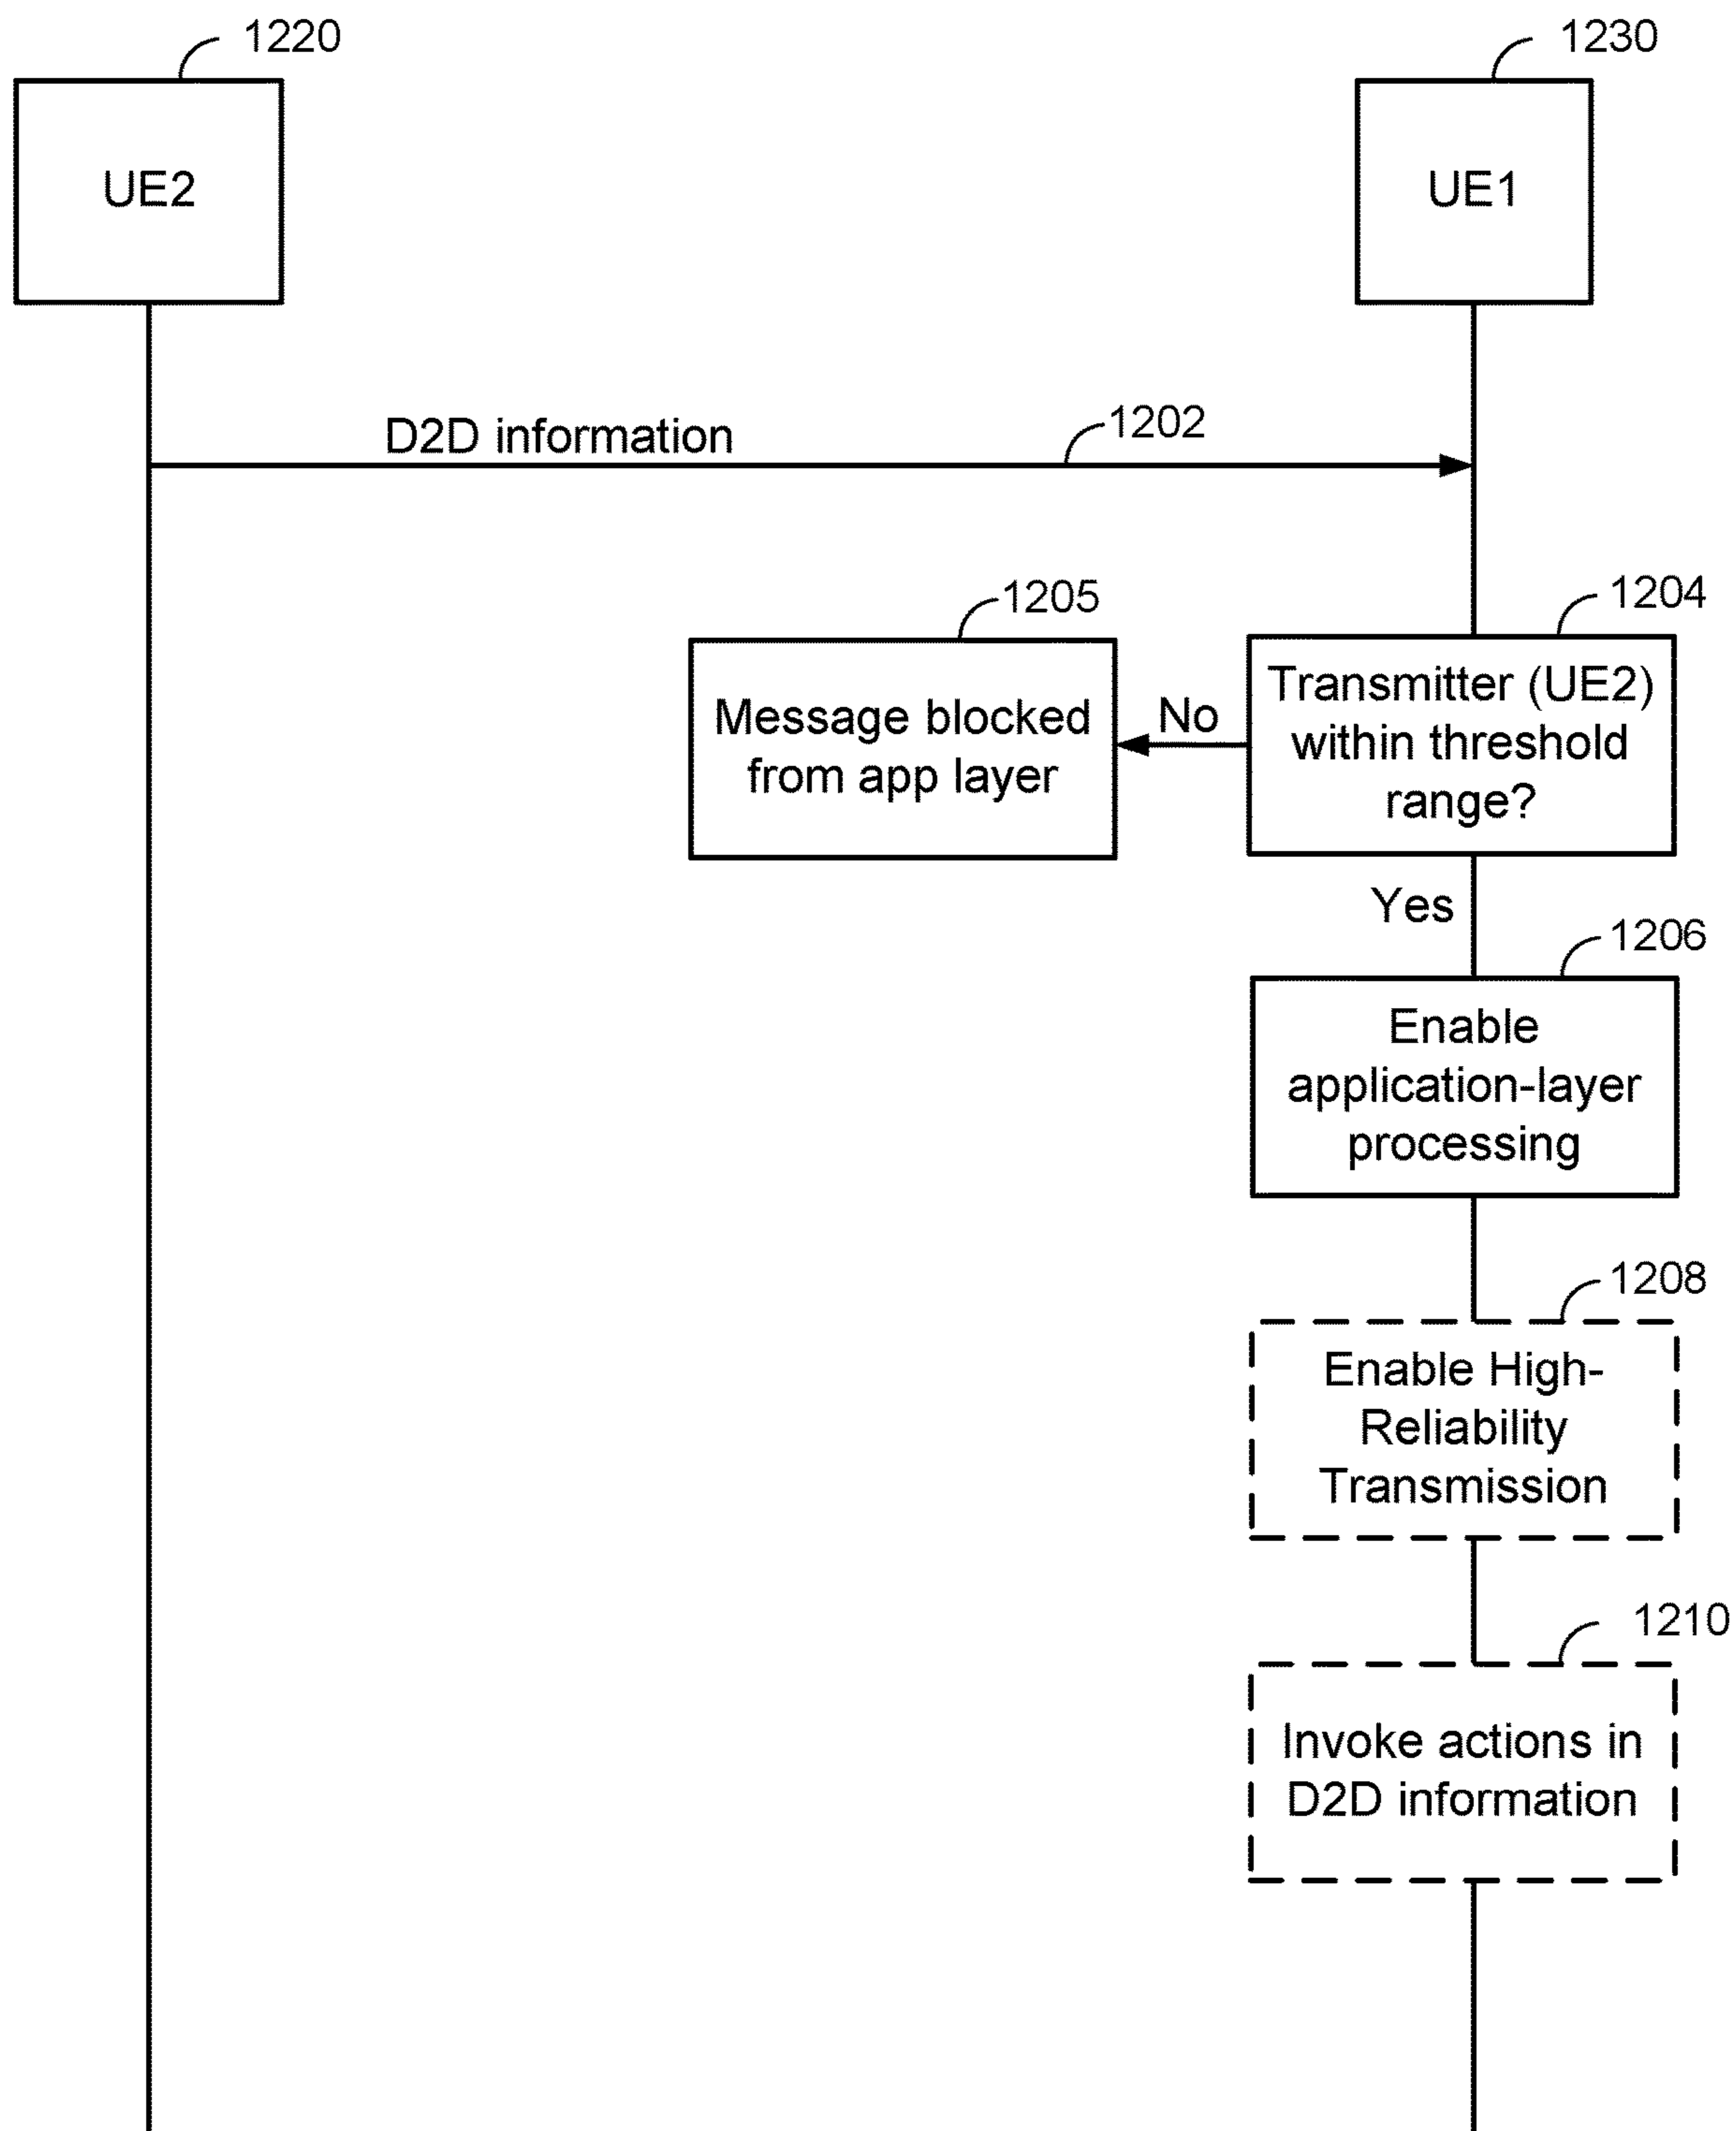 1220
1230
UE2
UE1
D2D information
1202
1205
1204
Message blocked
from app layer
No
Transmitter (UE2)
within threshold
range?
Yes
1206
Enable
application-layer
processing
1208
Enable High-
Reliability
Transmission
1210
Invoke actions in
D2D information